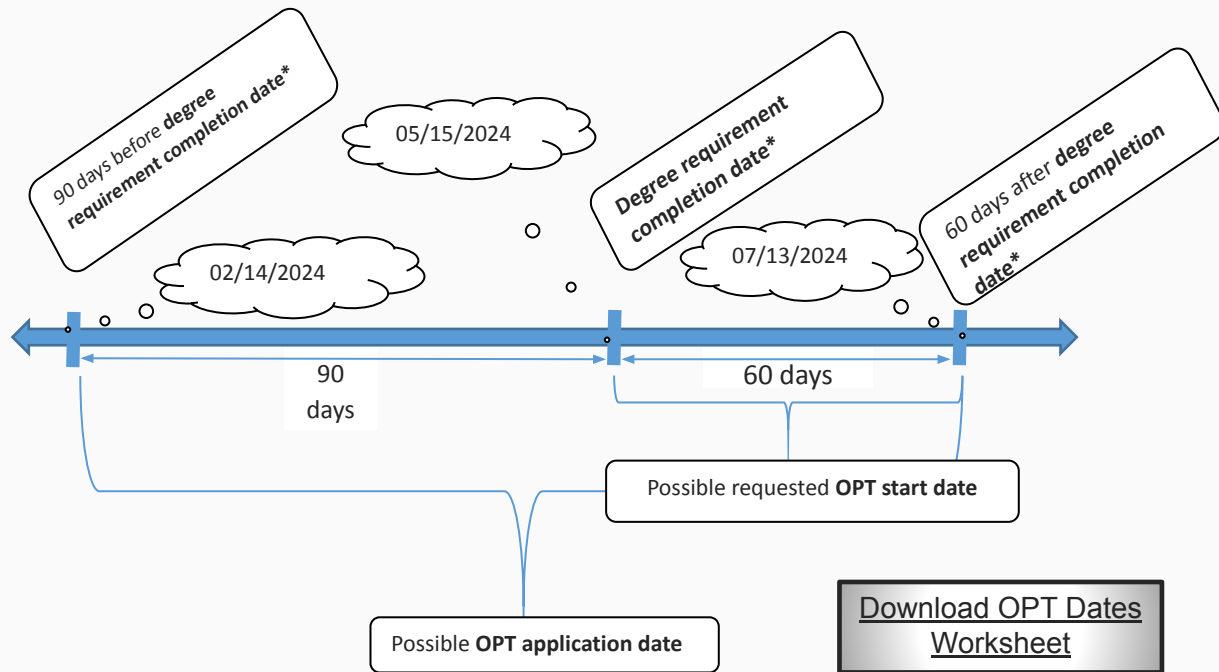 90 days before degree
requirement completion date*
05/15/2024
Degree requirement
completion date*
60 days after degree
requirement completion
date*
02/14/2024
07/13/2024
90
days
60 days
Possible requested OPT start date
Possible OPT application date
Download OPT Dates
Worksheet